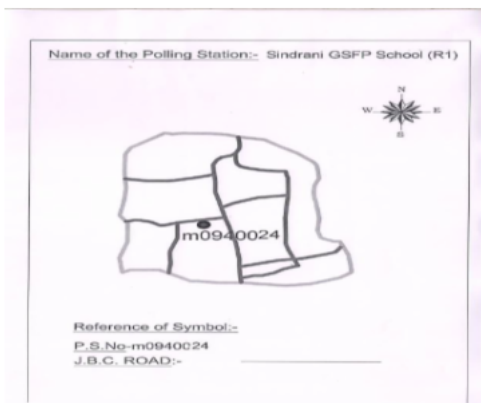 Name of the Polling Station:- Sindrani GSFP School (R1)
N
W E
S
m0940024
Reference of Symbol:-
P.S.No-m0940024
J.B.C. ROAD:-